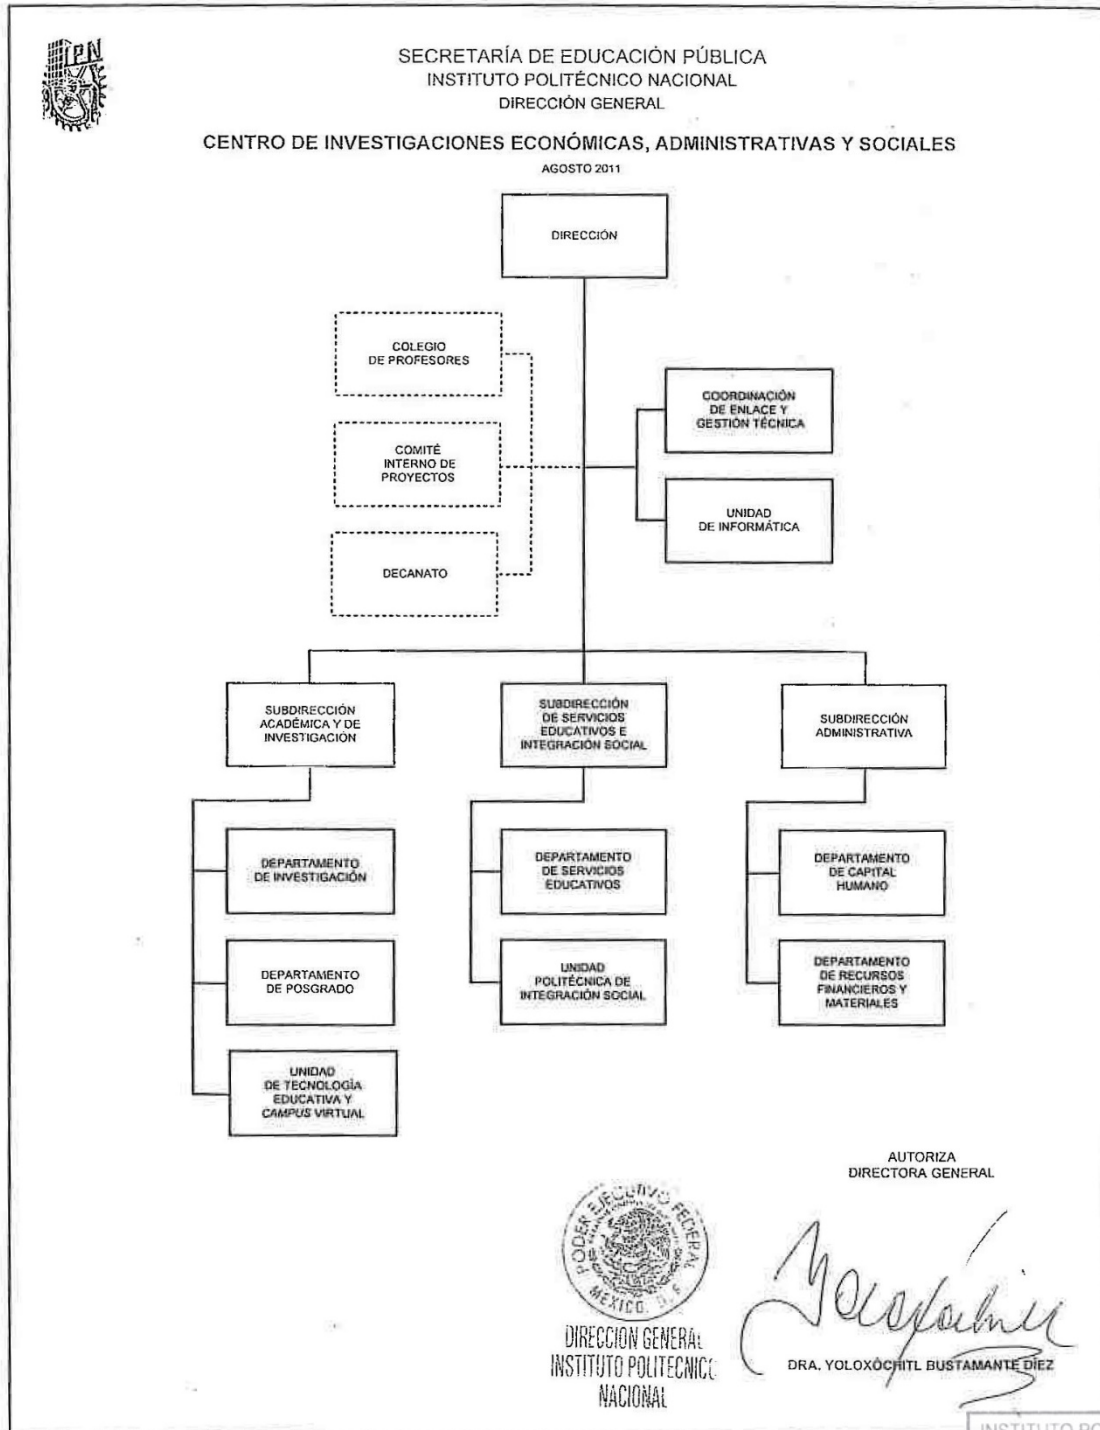 IPN
SECRETARÍA DE EDUCACIÓN PÚBLICA
INSTITUTO POLITÉCNICO NACIONAL
DIRECCIÓN GENERAL
CENTRO DE INVESTIGACIONES ECONÓMICAS, ADMINISTRATIVAS Y SOCIALES
AGOSTO 2011
DIRECCIÓN
COLEGIO
DE PROFESORES
COMITÉ
INTERNO DE
PROYECTOS
DECANATO
COORDINACIÓN
DE ENLACE Y
GESTIÓN TÉCNICA
UNIDAD
DE INFORMÁTICA
SUBDIRECCIÓN
ACADÉMICA Y DE
INVESTIGACIÓN
SUBDIRECCIÓN
DE SERVICIOS
EDUCATIVOS E
INTEGRACIÓN SOCIAL
SUBDIRECCIÓN
ADMINISTRATIVA
DEPARTAMENTO
DE INVESTIGACIÓN
DEPARTAMENTO
DE POSGRADO
UNIDAD
DE TECNOLOGÍA
EDUCATIVA Y
CAMPUS VIRTUAL
DEPARTAMENTO
DE SERVICIOS
EDUCATIVOS
UNIDAD
POLITÉCNICA DE
INTEGRACIÓN SOCIAL
DEPARTAMENTO
DE CAPITAL
HUMANO
DEPARTAMENTO
DE RECURSOS
FINANCIEROS Y
MATERIALES
AUTORIZA
DIRECTORA GENERAL
PODER EJECUTIVO FEDERAL
MEXICO, D. F.
DIRECCION GENERAL
INSTITUTO POLITECNICO
NACIONAL
DRA. YOLOXÓCHITL BUSTAMANTE DÍEZ
INSTITUTO PO